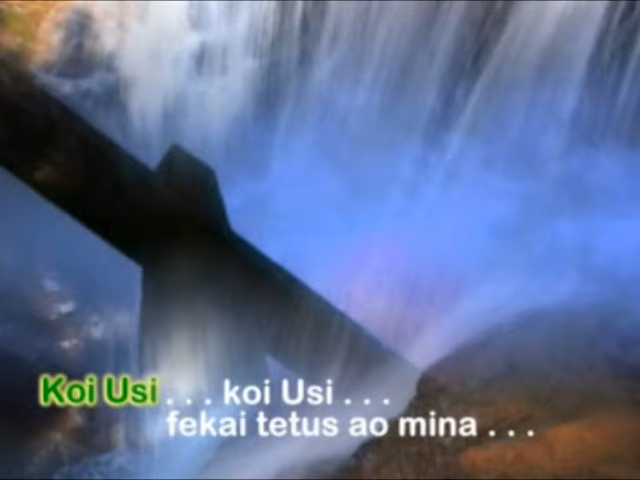 Koi Usi . . . koi Usi . . .
fekai tetus ao mina . . .